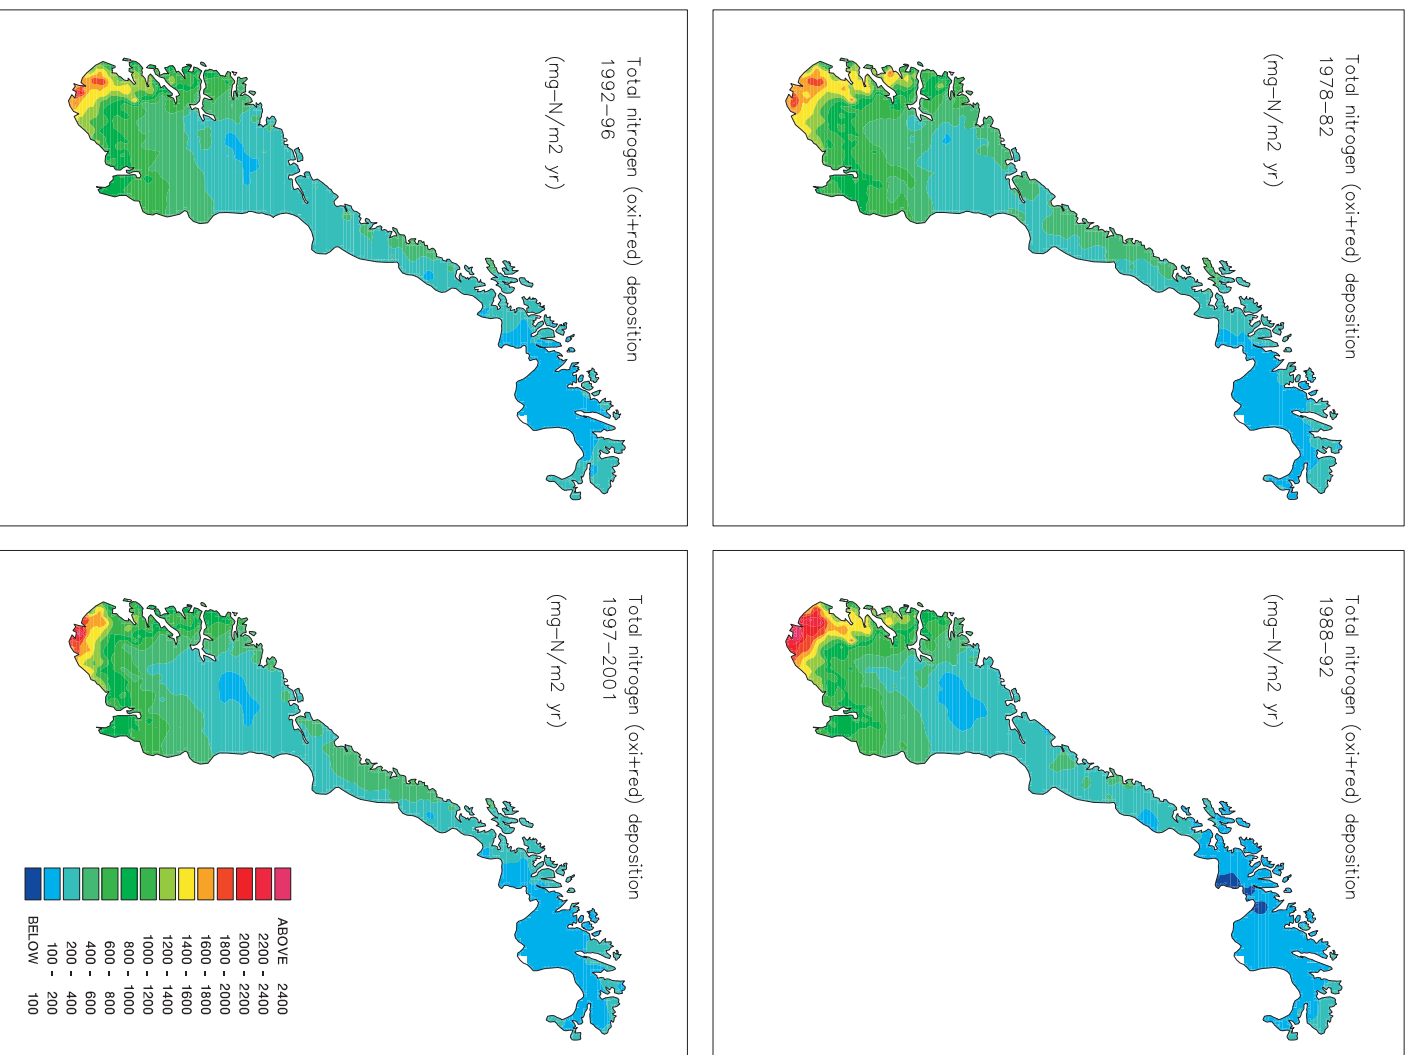 Total nitrogen (oxi+red) deposition
1978–82
(mg–N/m2 yr)
Total nitrogen (oxi+red) deposition
1988–92
(mg–N/m2 yr)
Total nitrogen (oxi+red) deposition
1992–96
(mg–N/m2 yr)
Total nitrogen (oxi+red) deposition
1997–2001
(mg–N/m2 yr)
ABOVE 2400
2200 - 2400
2000 - 2200
1800 - 2000
1600 - 1800
1400 - 1600
1200 - 1400
1000 - 1200
800 - 1000
600 - 800
400 - 600
200 - 400
100 - 200
BELOW 100